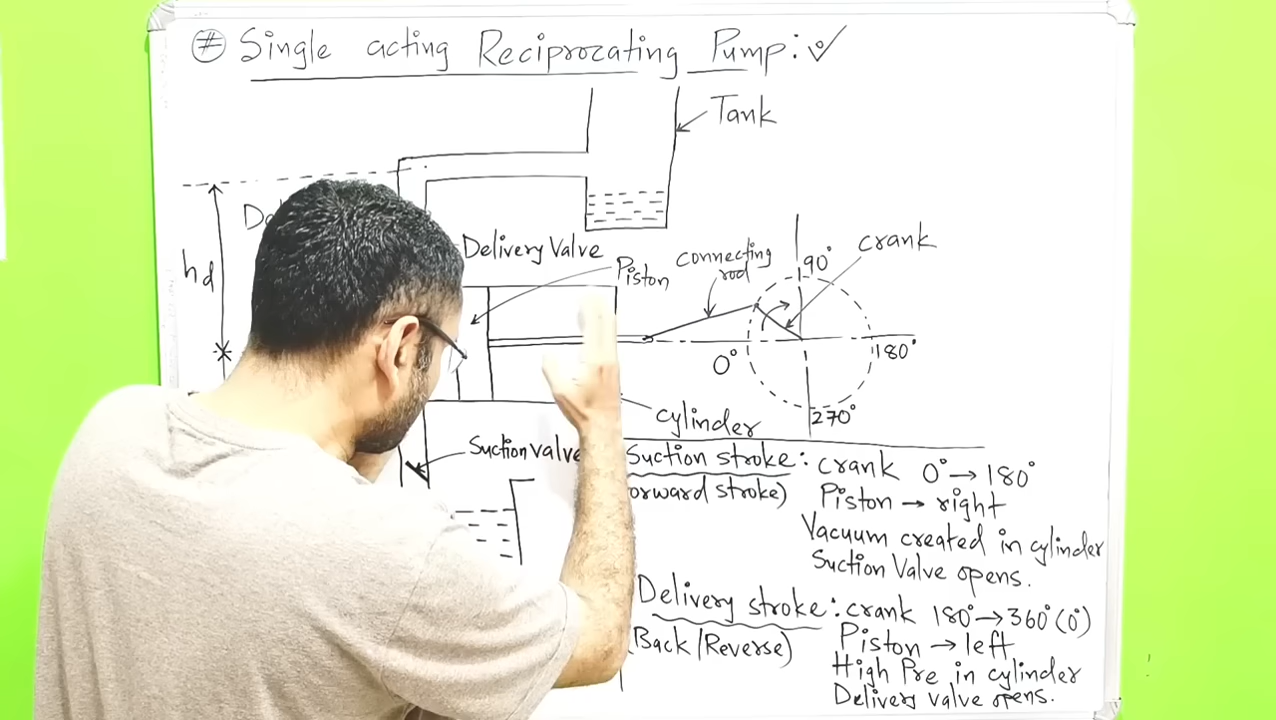 # Single acting Reciprocating Pump:
Tank
hd
Delivery Valve
Piston
connecting
rod
crank
90°
0°
180°
270°
cylinder
Suction valve
Suction stroke: crank 0° → 180°
orward stroke)
Piston → right
Vacuum created in cylinder
Suction Valve opens.
Delivery stroke: crank 180° → 360° (0°)
(Back/Reverse)
Piston → left
High Pre in cylinder
Delivery valve opens.